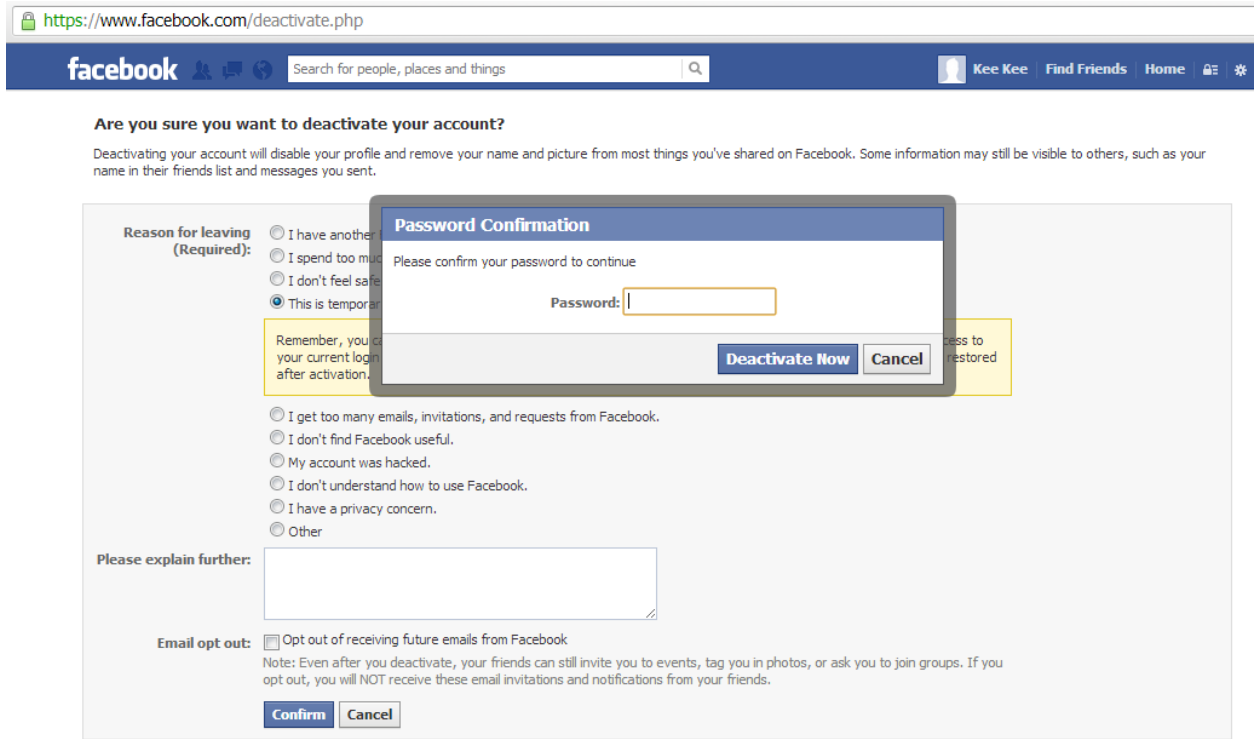 https://www.facebook.com/deactivate.php
facebook Search for people, places and things Kee Kee Find Friends Home
Are you sure you want to deactivate your account?
Deactivating your account will disable your profile and remove your name and picture from most things you've shared on Facebook. Some information may still be visible to others, such as your
name in their friends list and messages you sent.
Reason for leaving
(Required):
I have another
I spend too
I don't feel safe
This is
Password Confirmation
Please confirm your password to continue
Password:
Deactivate Now Cancel
Remember, you
your current login
after activation.
to
restored
I get too many emails, invitations, and requests from Facebook.
I don't find Facebook useful.
My account was hacked.
I don't understand how to use Facebook.
I have a privacy concern.
Other
Please explain further:
Email opt out: Opt out of receiving future emails from Facebook
Note: Even after you deactivate, your friends can still invite you to events, tag you in photos, or ask you to join groups. If you
opt out, you will NOT receive these email invitations and notifications from your friends.
Confirm Cancel